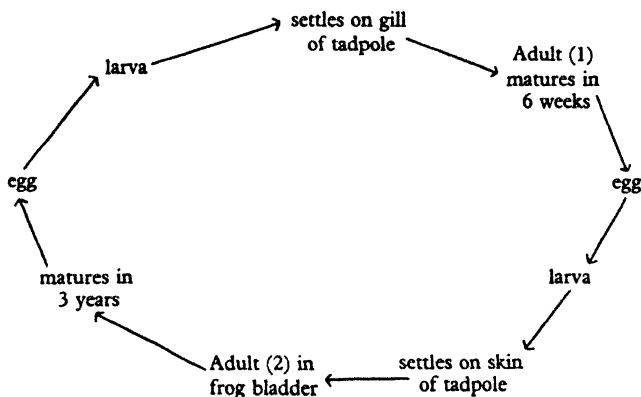 settles on gill
of tadpole
Adult (1)
matures in
6 weeks
egg
larva
settles on skin
of tadpole
Adult (2) in
frog bladder
matures in
3 years
egg
larva